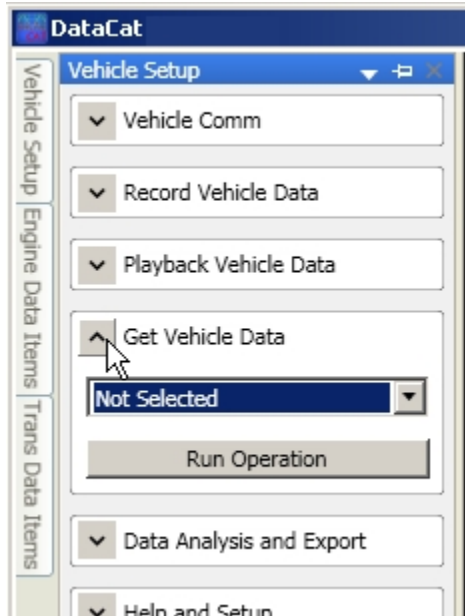 DataCat
Vehicle Setup
Vehicle Setup
Engine Data Items
Trans Data Items
Vehicle Comm
Record Vehicle Data
Playback Vehicle Data
Get Vehicle Data
Not Selected
Run Operation
Data Analysis and Export
Help and Setup